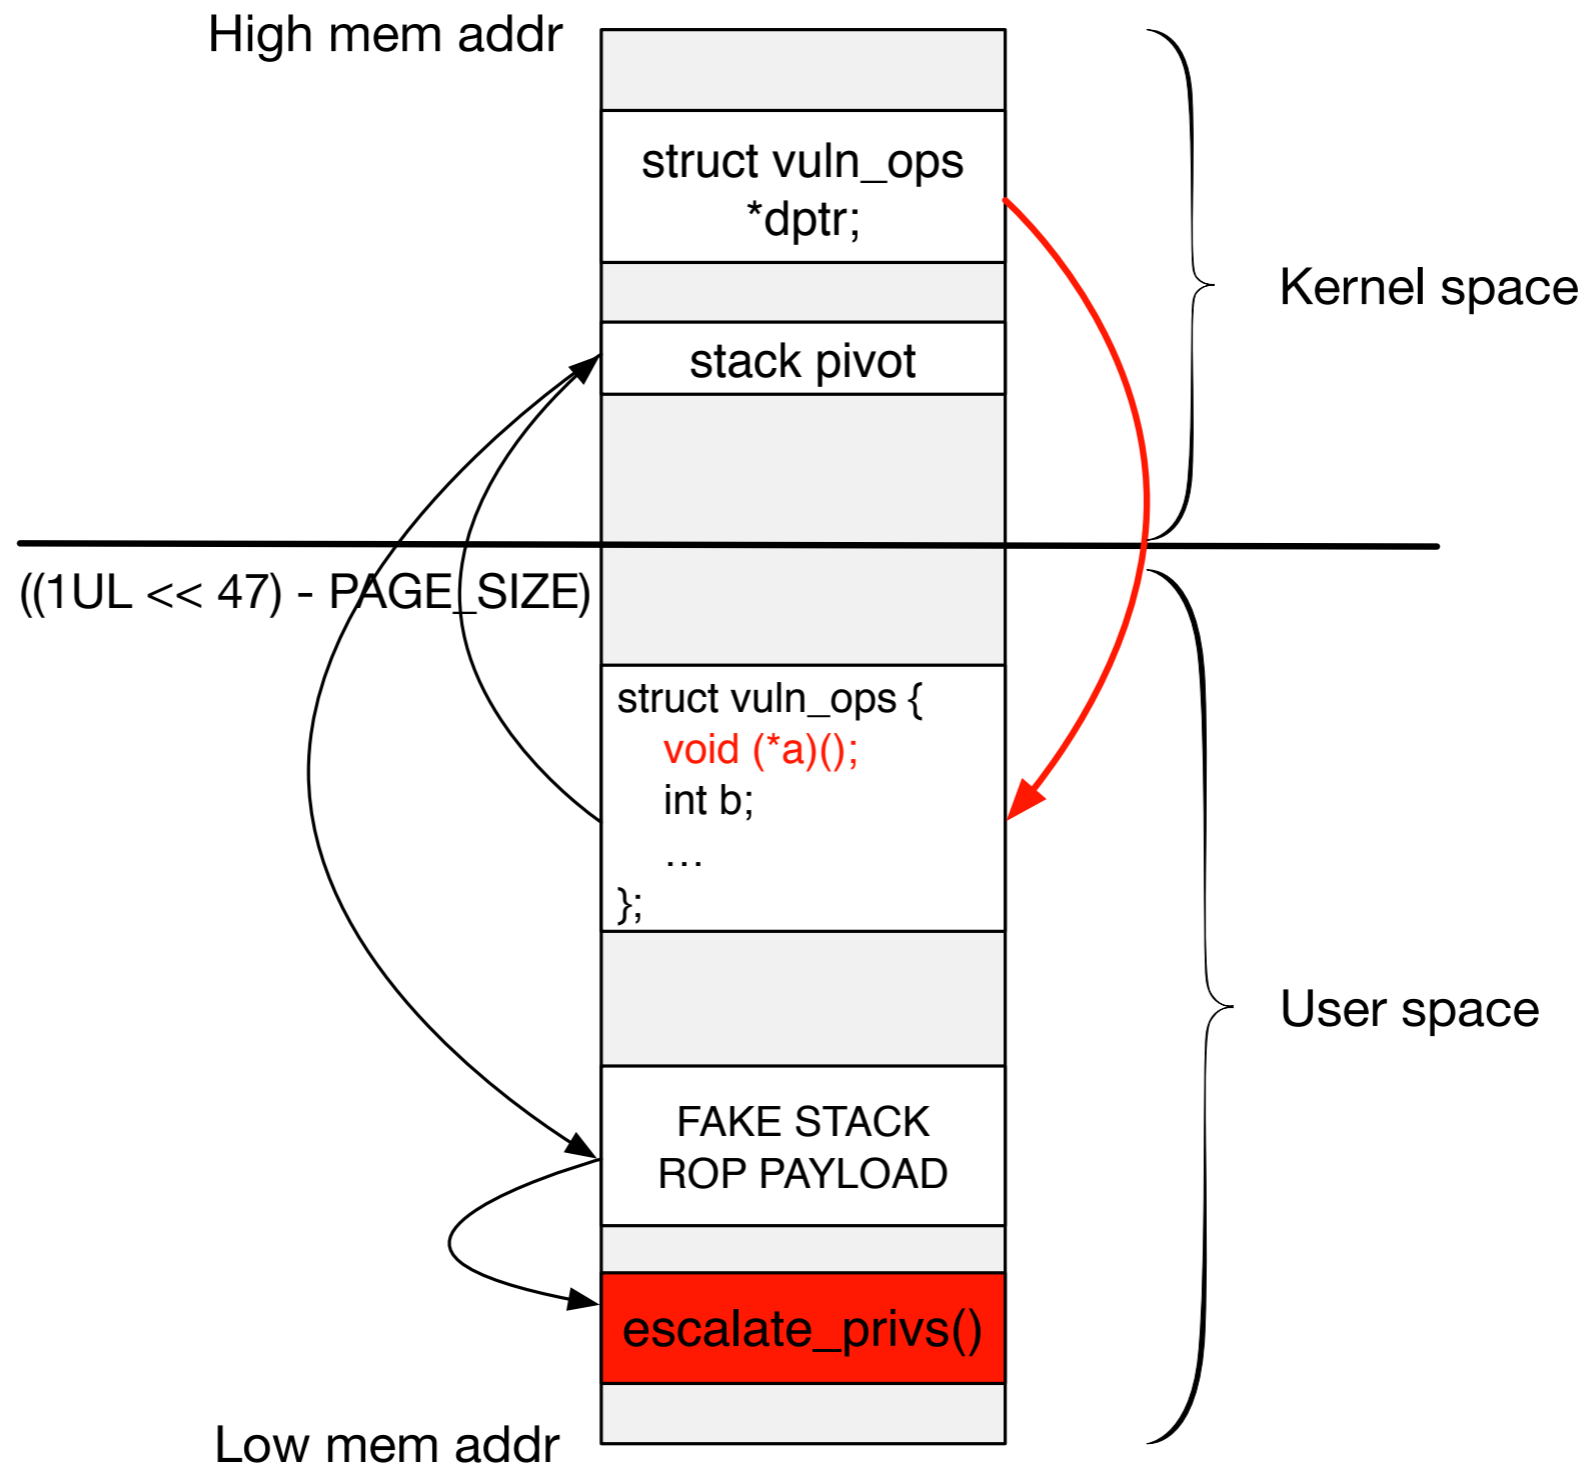 High mem addr
struct vuln_ops
*dptr;
Kernel space
stack pivot
((1UL << 47) - PAGE_SIZE)
struct vuln_ops {
void (*a)();
int b;
…
};
User space
FAKE STACK
ROP PAYLOAD
escalate_privs()
Low mem addr